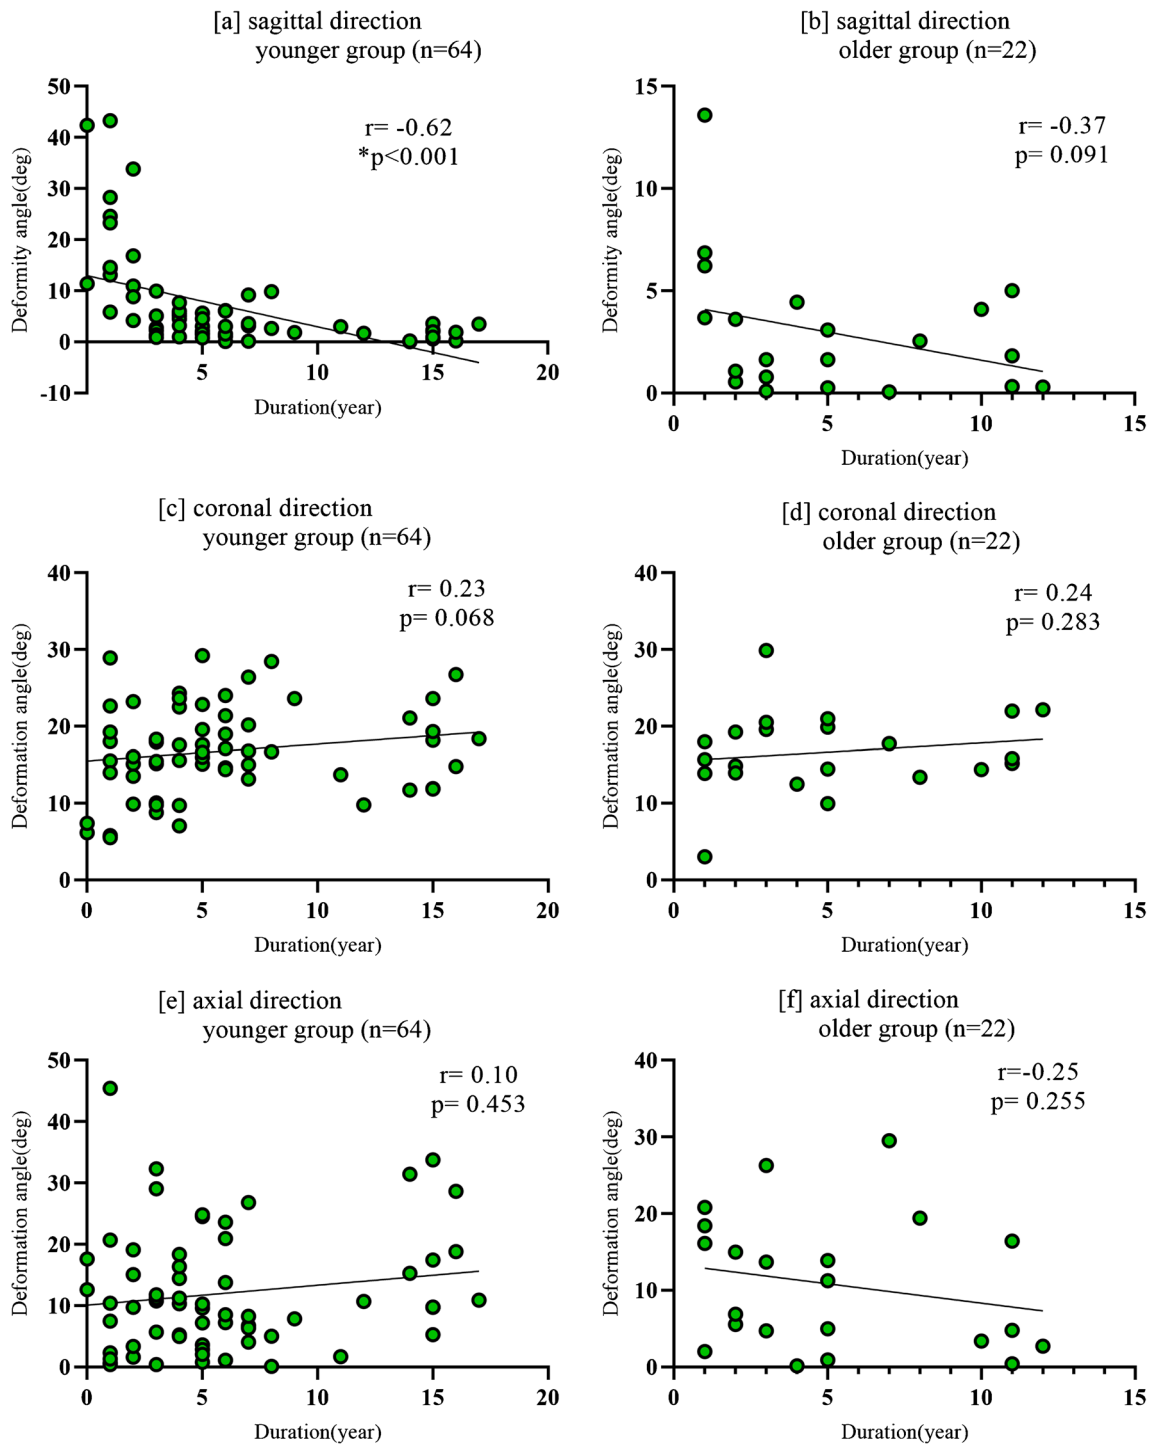 [a] sagittal direction
younger group (n=64)
r= -0.62
*p<0.001
Deformity angle(deg)
50
40
30
20
10
0
-10
5
10
15
20
Duration(year)
[b] sagittal direction
older group (n=22)
r= -0.37
p= 0.091
Deformity angle(deg)
15
10
5
0
0
5
10
15
Duration(year)
[c] coronal direction
younger group (n=64)
r= 0.23
p= 0.068
Deformation angle(deg)
40
30
20
10
0
0
5
10
15
20
Duration(year)
[d] coronal direction
older group (n=22)
r= 0.24
p= 0.283
Deformation angle(deg)
40
30
20
10
0
0
5
10
15
Duration(year)
[e] axial direction
younger group (n=64)
r= 0.10
p= 0.453
Deformation angle(deg)
50
40
30
20
10
0
0
5
10
15
20
Duration(year)
[f] axial direction
older group (n=22)
r=-0.25
p= 0.255
Deformation angle(deg)
40
30
20
10
0
0
5
10
15
Duration(year)